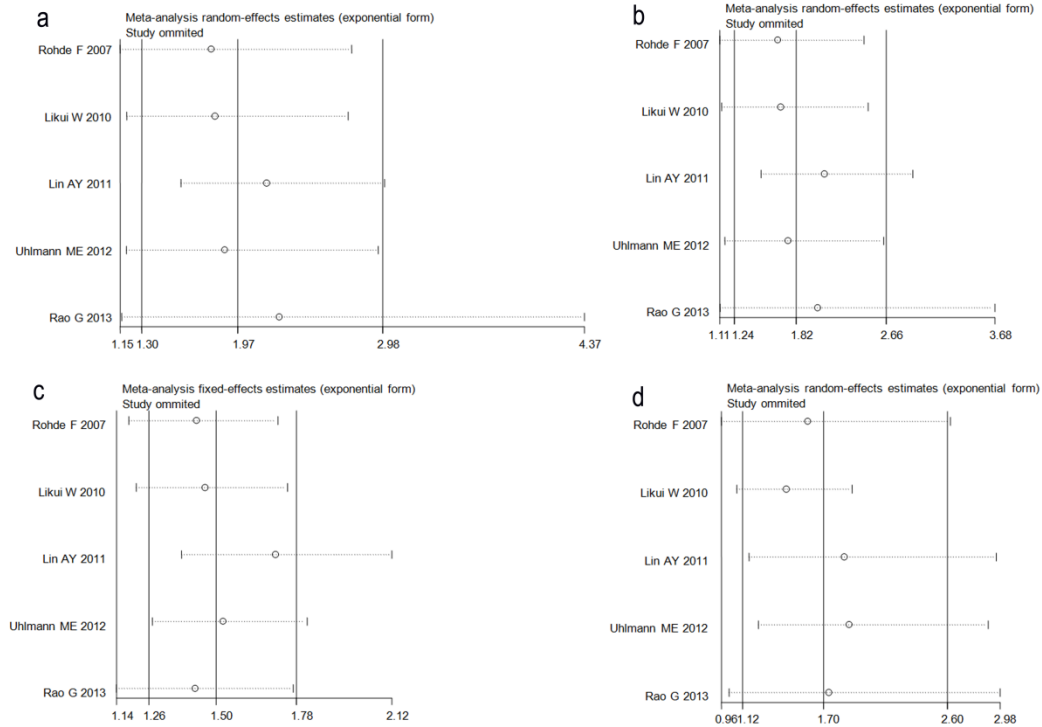 a
Meta-analysis random-effects estimates (exponential form)
Study ommited
Rohde F 2007
Likui W 2010
Lin AY 2011
Uhlmann ME 2012
Rao G 2013
1.15 1.30 1.97 2.98 4.37
b
Meta-analysis random-effects estimates (exponential form)
Study ommited
Rohde F 2007
Likui W 2010
Lin AY 2011
Uhlmann ME 2012
Rao G 2013
1.11 1.24 1.82 2.66 3.68
c
Meta-analysis fixed-effects estimates (exponential form)
Study ommited
Rohde F 2007
Likui W 2010
Lin AY 2011
Uhlmann ME 2012
Rao G 2013
1.14 1.26 1.50 1.78 2.12
d
Meta-analysis random-effects estimates (exponential form)
Study ommited
Rohde F 2007
Likui W 2010
Lin AY 2011
Uhlmann ME 2012
Rao G 2013
0.96 1.12 1.70 2.60 2.98